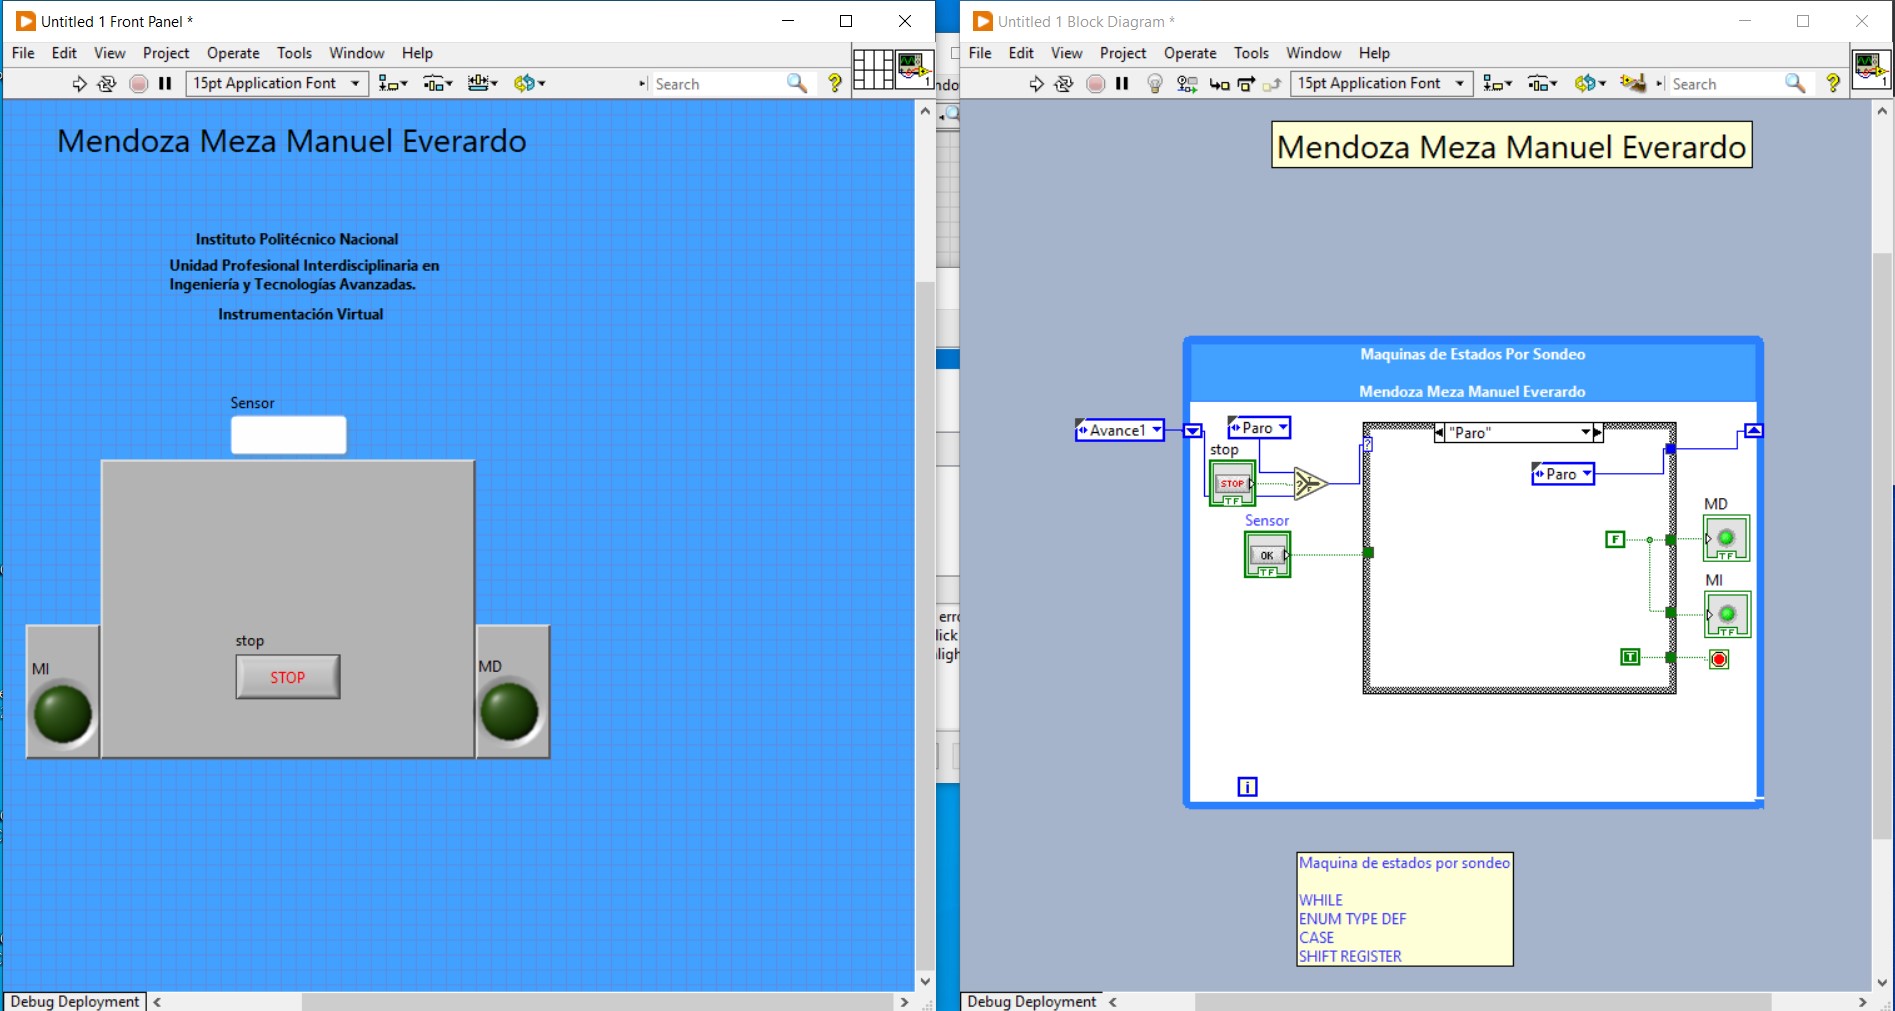 Untitled 1 Front Panel *
File Edit View Project Operate Tools Window Help
15pt Application Font
Search
?
1
Mendoza Meza Manuel Everardo
Instituto Politécnico Nacional
Unidad Profesional Interdisciplinaria en
Ingeniería y Tecnologías Avanzadas.
Instrumentación Virtual
Sensor
stop
STOP
MI
MD
Debug Deployment
ndo
erro
lick
Untitled 1 Block Diagram *
File Edit View Project Operate Tools Window Help
15pt Application Font
Search
?
1
Mendoza Meza Manuel Everardo
Maquinas de Estados Por Sondeo
Mendoza Meza Manuel Everardo
Avance1
Paro
"Paro"
stop
STOP
TF
?
T
F
?
Paro
Sensor
OK
TF
MD
F
TF
MI
TF
T
i
Maquina de estados por sondeo
WHILE
ENUM TYPE DEF
CASE
SHIFT REGISTER
Debug Deployment